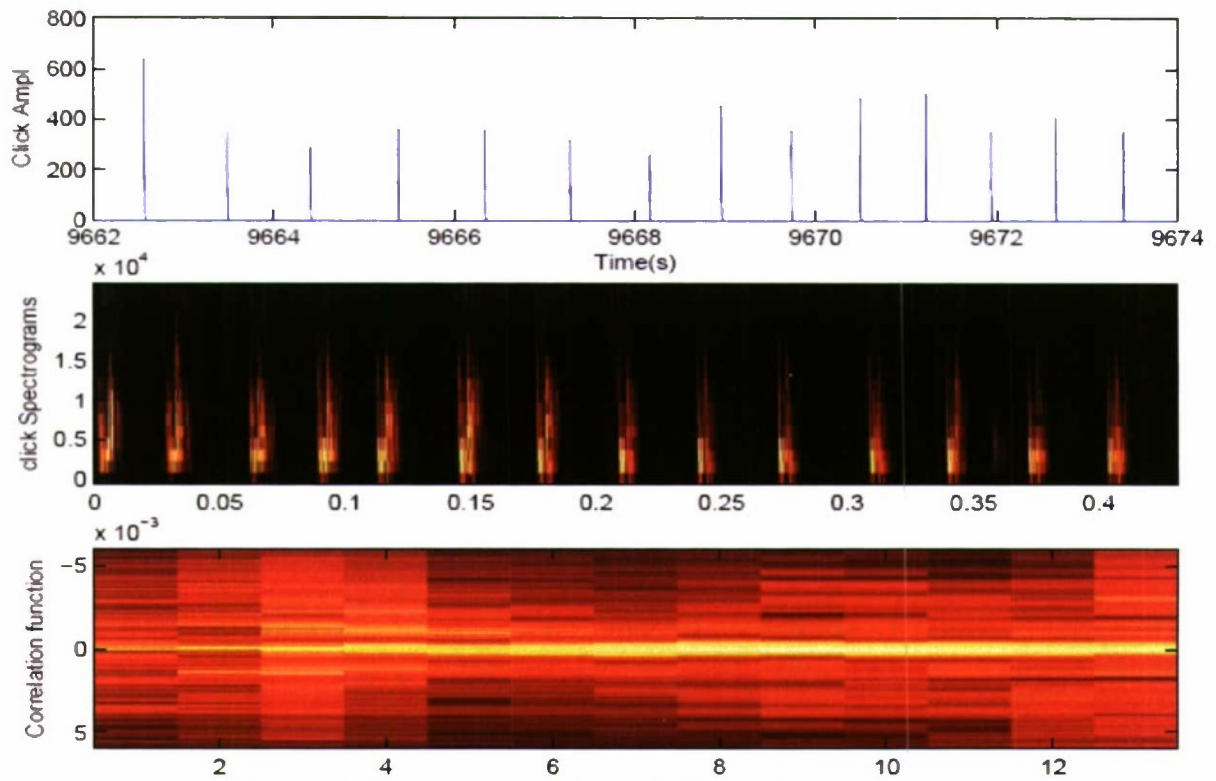 800
600
400
200
0
Click Ampl
9662 9664 9666 9668 9670 9672 9674
Time(s)
x 10^4
2
1.5
1
0.5
0
click Spectrograms
0 0.05 0.1 0.15 0.2 0.25 0.3 0.35 0.4
x 10^-3
-5
0
5
Correlation function
2 4 6 8 10 12